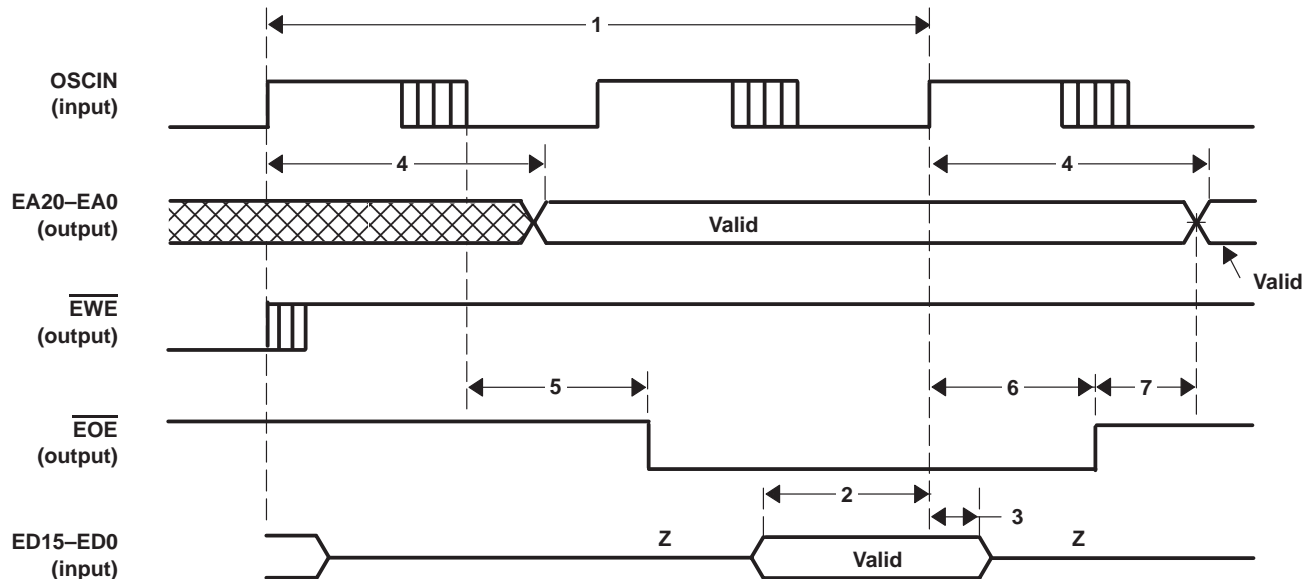 1
OSCIN
(input)
4
4
EA20–EA0
(output)
Valid
Valid
EWE
(output)
5
6
7
EOE
(output)
2
3
ED15–ED0
(input)
Z
Valid
Z